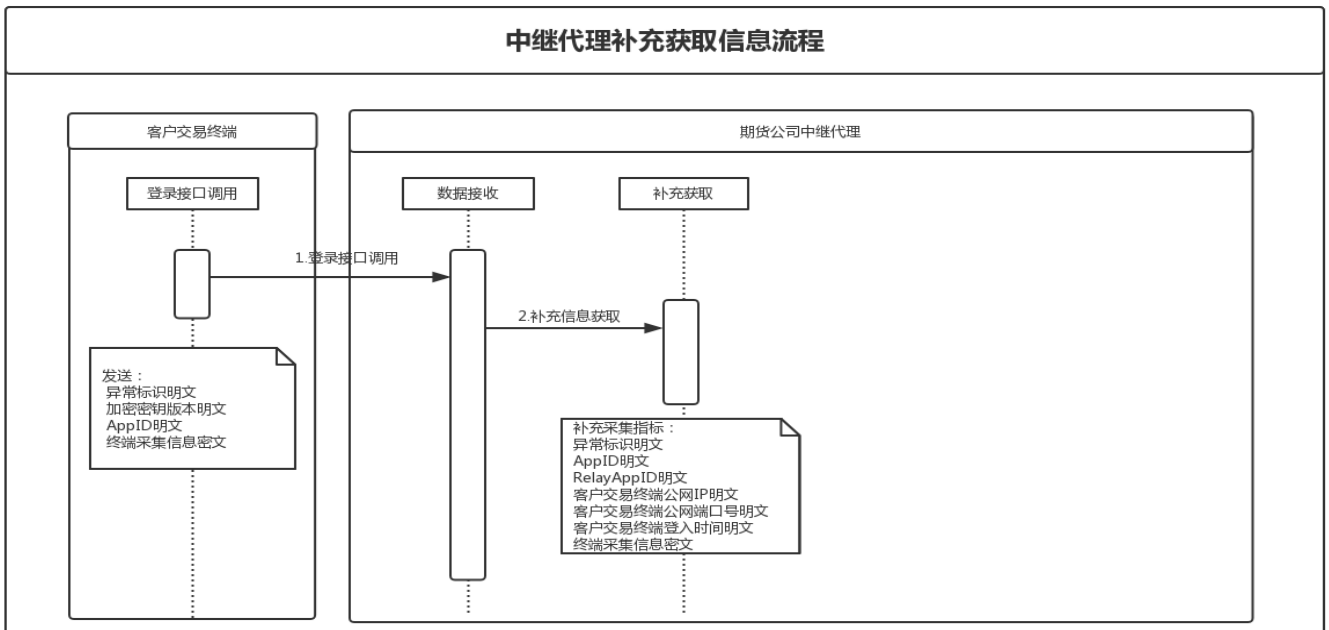 中继代理补充获取信息流程
客户交易终端
期货公司中继代理
登录接口调用
数据接收
补充获取
1.登录接口调用
2.补充信息获取
发送：
异常标识明文
加密密钥版本明文
AppID明文
终端采集信息密文
补充采集指标：
异常标识明文
AppID明文
RelayAppID明文
客户交易终端公网IP明文
客户交易终端公网端口号明文
客户交易终端登入时间明文
终端采集信息密文